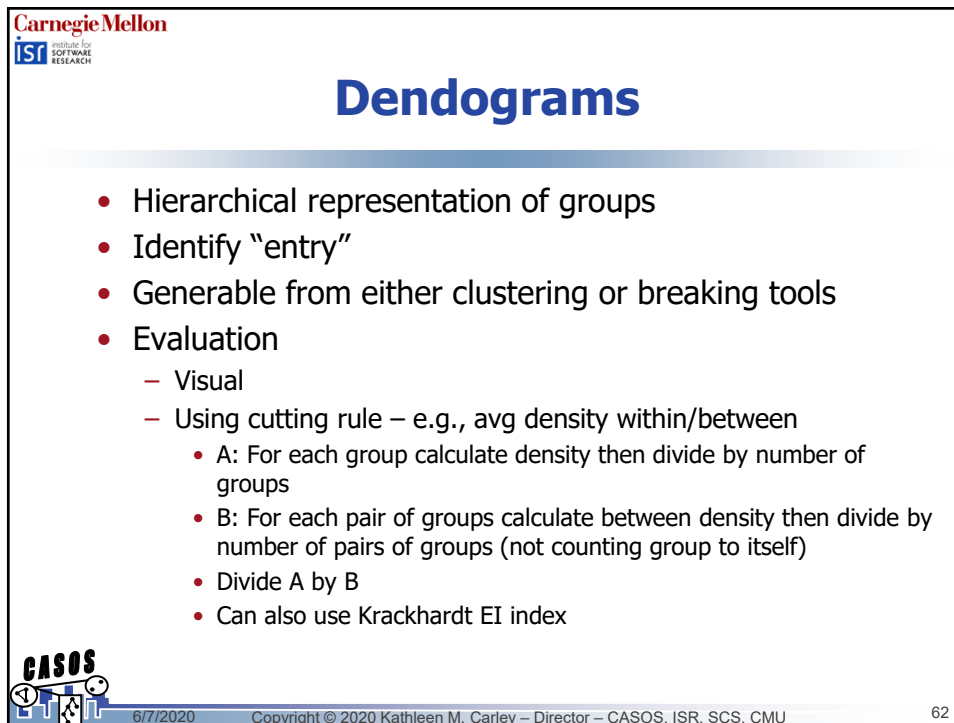 Carnegie Mellon
isr institute for
SOFTWARE
RESEARCH
Dendograms
• Hierarchical representation of groups
• Identify “entry”
• Generable from either clustering or breaking tools
• Evaluation
– Visual
– Using cutting rule – e.g., avg density within/between
• A: For each group calculate density then divide by number of
groups
• B: For each pair of groups calculate between density then divide by
number of pairs of groups (not counting group to itself)
• Divide A by B
• Can also use Krackhardt EI index
CASOS
6/7/2020 Copyright © 2020 Kathleen M. Carley – Director – CASOS, ISR, SCS, CMU 62